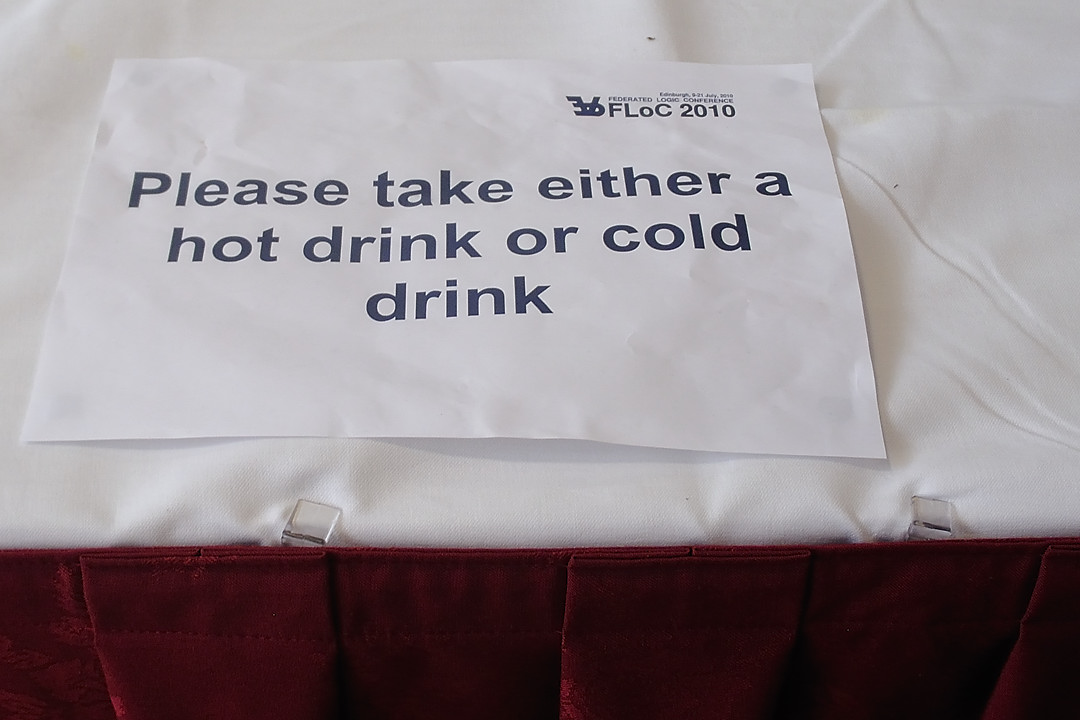 Edinburgh, 9-21 July, 2010
FEDERATED LOGIC CONFERENCE
FLoC 2010
Please take either a
hot drink or cold
drink